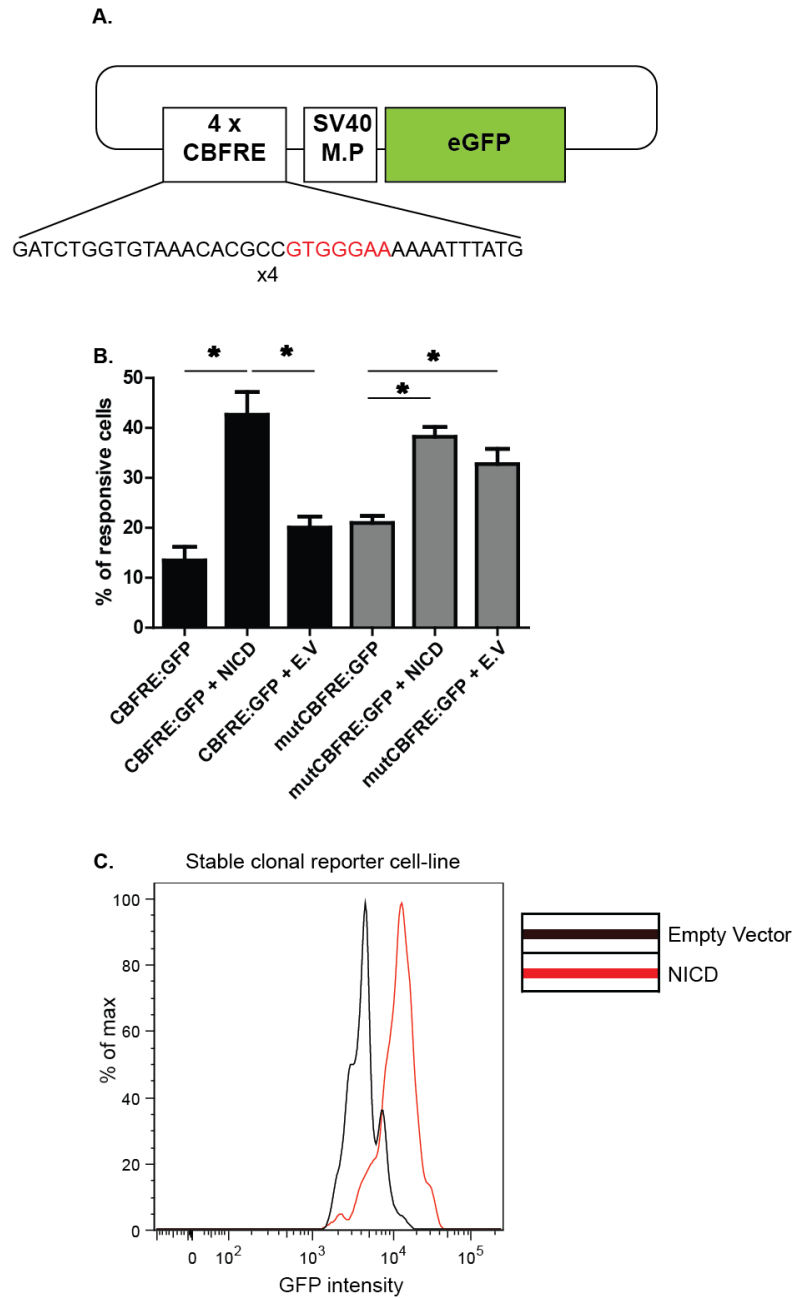 A.
4 x
CBFRE
SV40
M.P
eGFP
GATCTGGTGTAAACACGCCGTGGGAAAAAATTTATG
x4
B.
* * * *
% of responsive cells
50
40
30
20
10
0
CBFRE:GFP
CBFRE:GFP + NICD
CBFRE:GFP + E.V
mutCBFRE:GFP
mutCBFRE:GFP + NICD
mutCBFRE:GFP + E.V
C.
Stable clonal reporter cell-line
% of max
100
80
60
40
20
0
0 10² 10³ 10⁴ 10⁵
GFP intensity
Empty Vector
NICD